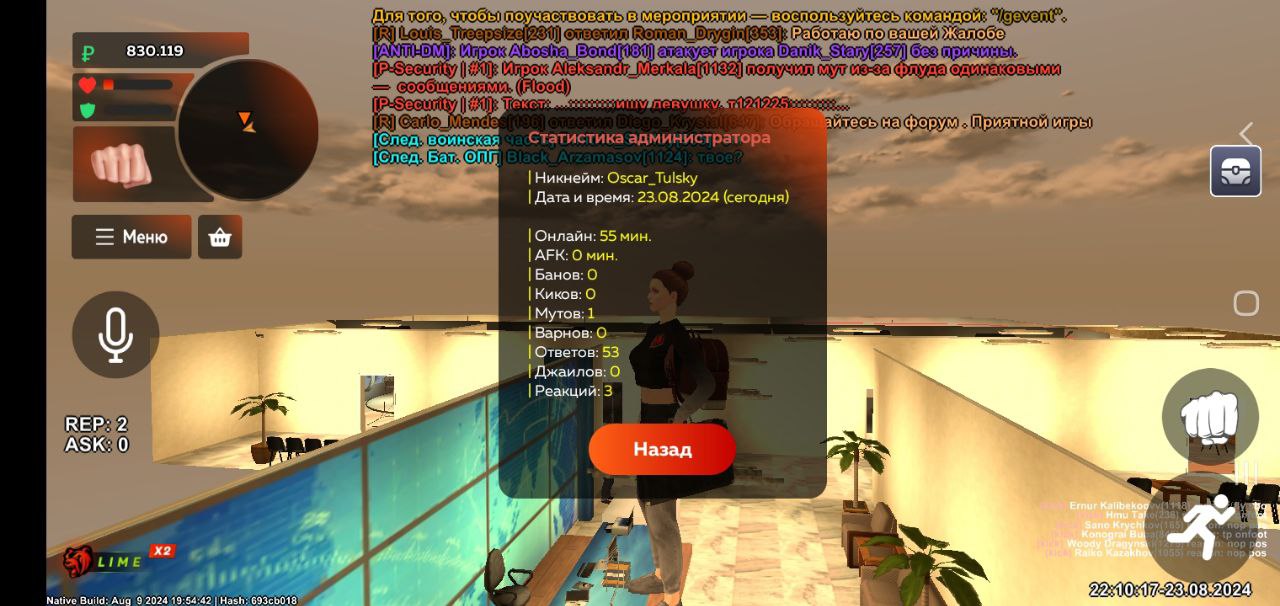 Для того, чтобы поучаствовать в мероприятии — воспользуйтесь командой: "/gevent".
[R] Louis_Treepsize[231] ответил Roman_Drygin[353]: Работаю по вашей Жалобе
[ANTI-DM]: Игрок Abosha_Bond[181] атакует игрока Danik_Stary[257] без причины.
[P-Security | #1]: Игрок Aleksandr_Merkala[1132] получил мут из-за флуда одинаковыми
— сообщениями. (Flood)
[P-Security | #1]: Текст: ...::::::::::ищу девушку. т121225::::::::...
[R] Carlo_Mendes[196] ответил Diego_Krystal[647]: Обращайтесь на форум . Приятной игры
[След. воинская
[След. Бат. ОПГ] Black_Arzamasov[1124]: твое?
830.119
Меню
Статистика администратора
Никнейм: Oscar_Tulsky
Дата и время: 23.08.2024 (сегодня)
Онлайн: 55 мин.
AFK: 0 мин.
Банов: 0
Киков: 0
Мутов: 1
Варнов: 0
Ответов: 53
Джаилов: 0
Реакций: 3
Назад
REP: 2
ASK: 0
LIME X2
Ernur
Hmu
Sano
Konograi
Woody
Raiko
22:10:17-23.08.2024
Native Build: Aug 9 2024 19:54:42 | Hash: 693cb018